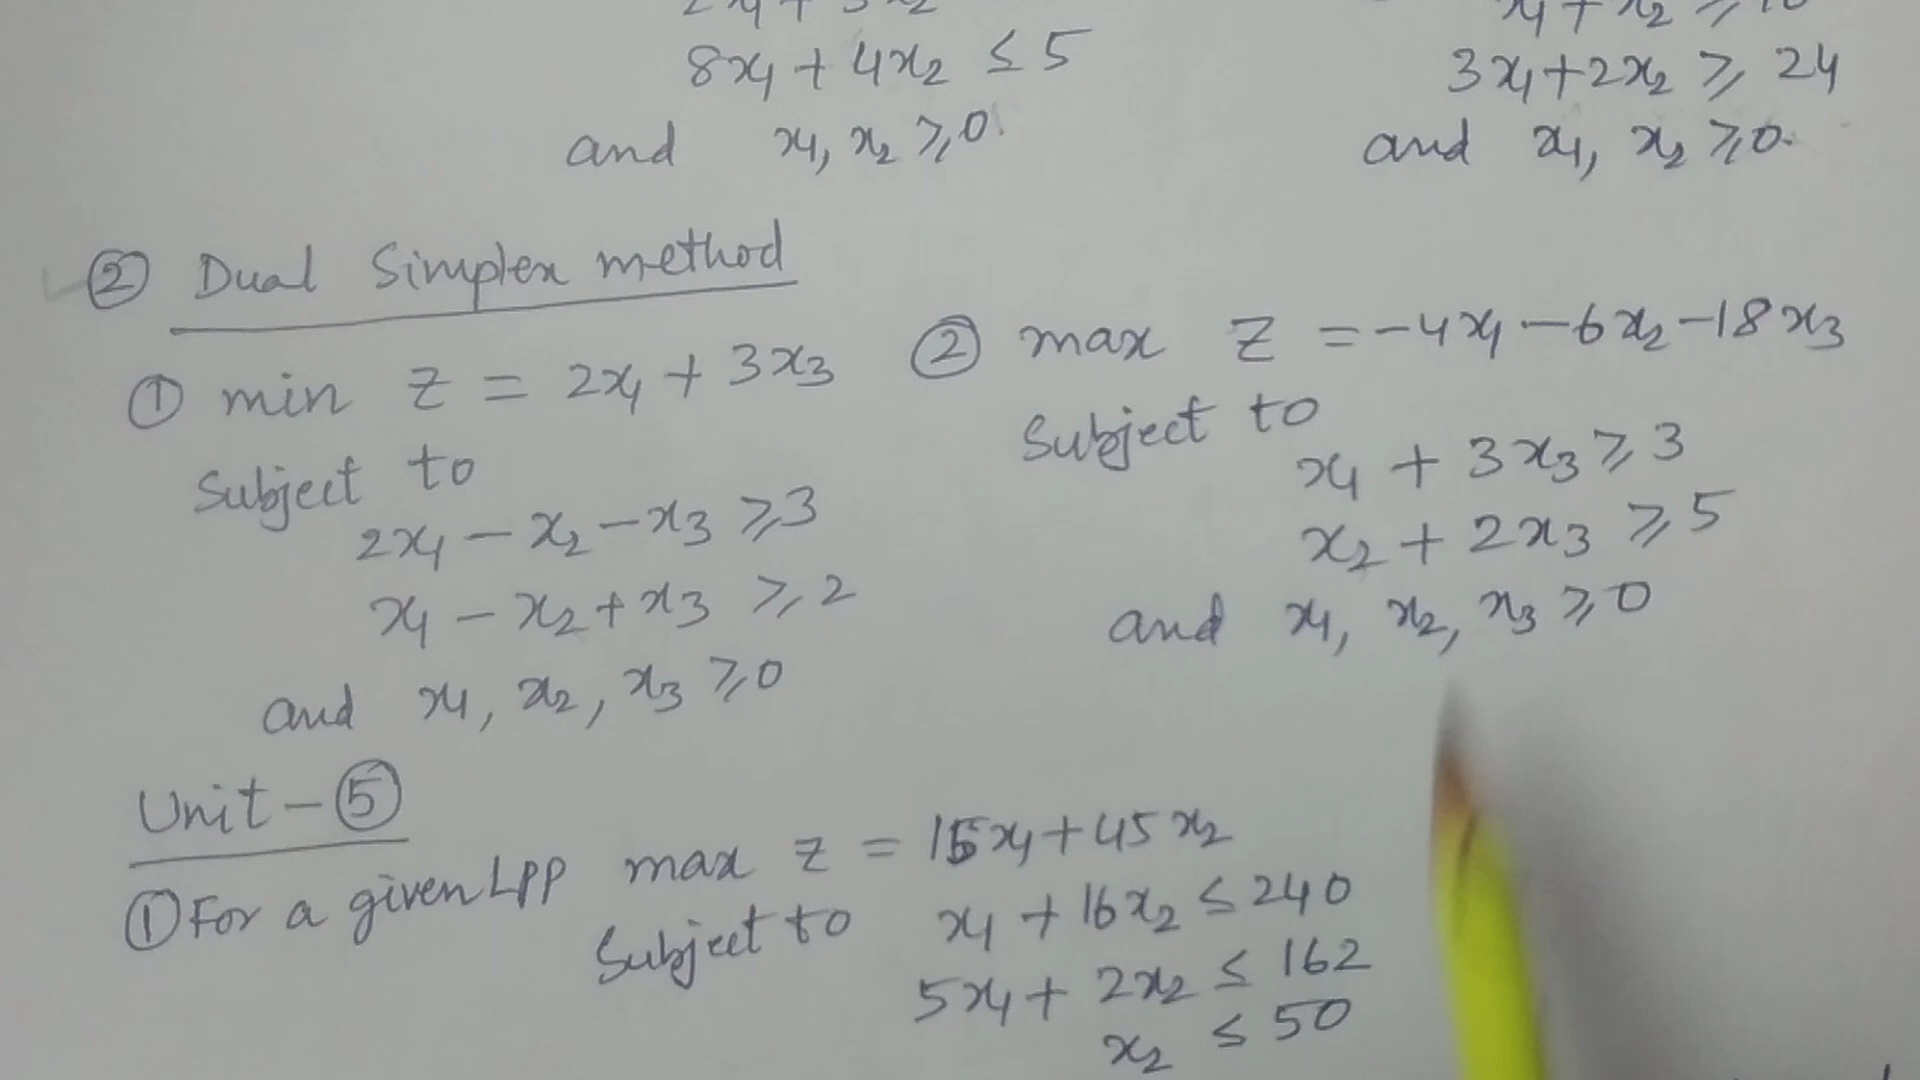 8x1 + 4x2 ≤ 5
and x1, x2 ≥ 0.
3x1 + 2x2 ≥ 24
and x1, x2 ≥ 0.
② Dual Simplex method
① min Z = 2x1 + 3x3
Subject to
2x1 - x2 - x3 ≥ 3
x1 - x2 + x3 ≥ 2
and x1, x2, x3 ≥ 0
② max Z = -4x1 - 6x2 - 18x3
Subject to
x1 + 3x3 ≥ 3
x2 + 2x3 ≥ 5
and x1, x2, x3 ≥ 0
Unit - ⑤
① For a given LPP max Z = 15x1 + 45x2
Subject to x1 + 16x2 ≤ 240
5x1 + 2x2 ≤ 162
x2 ≤ 50